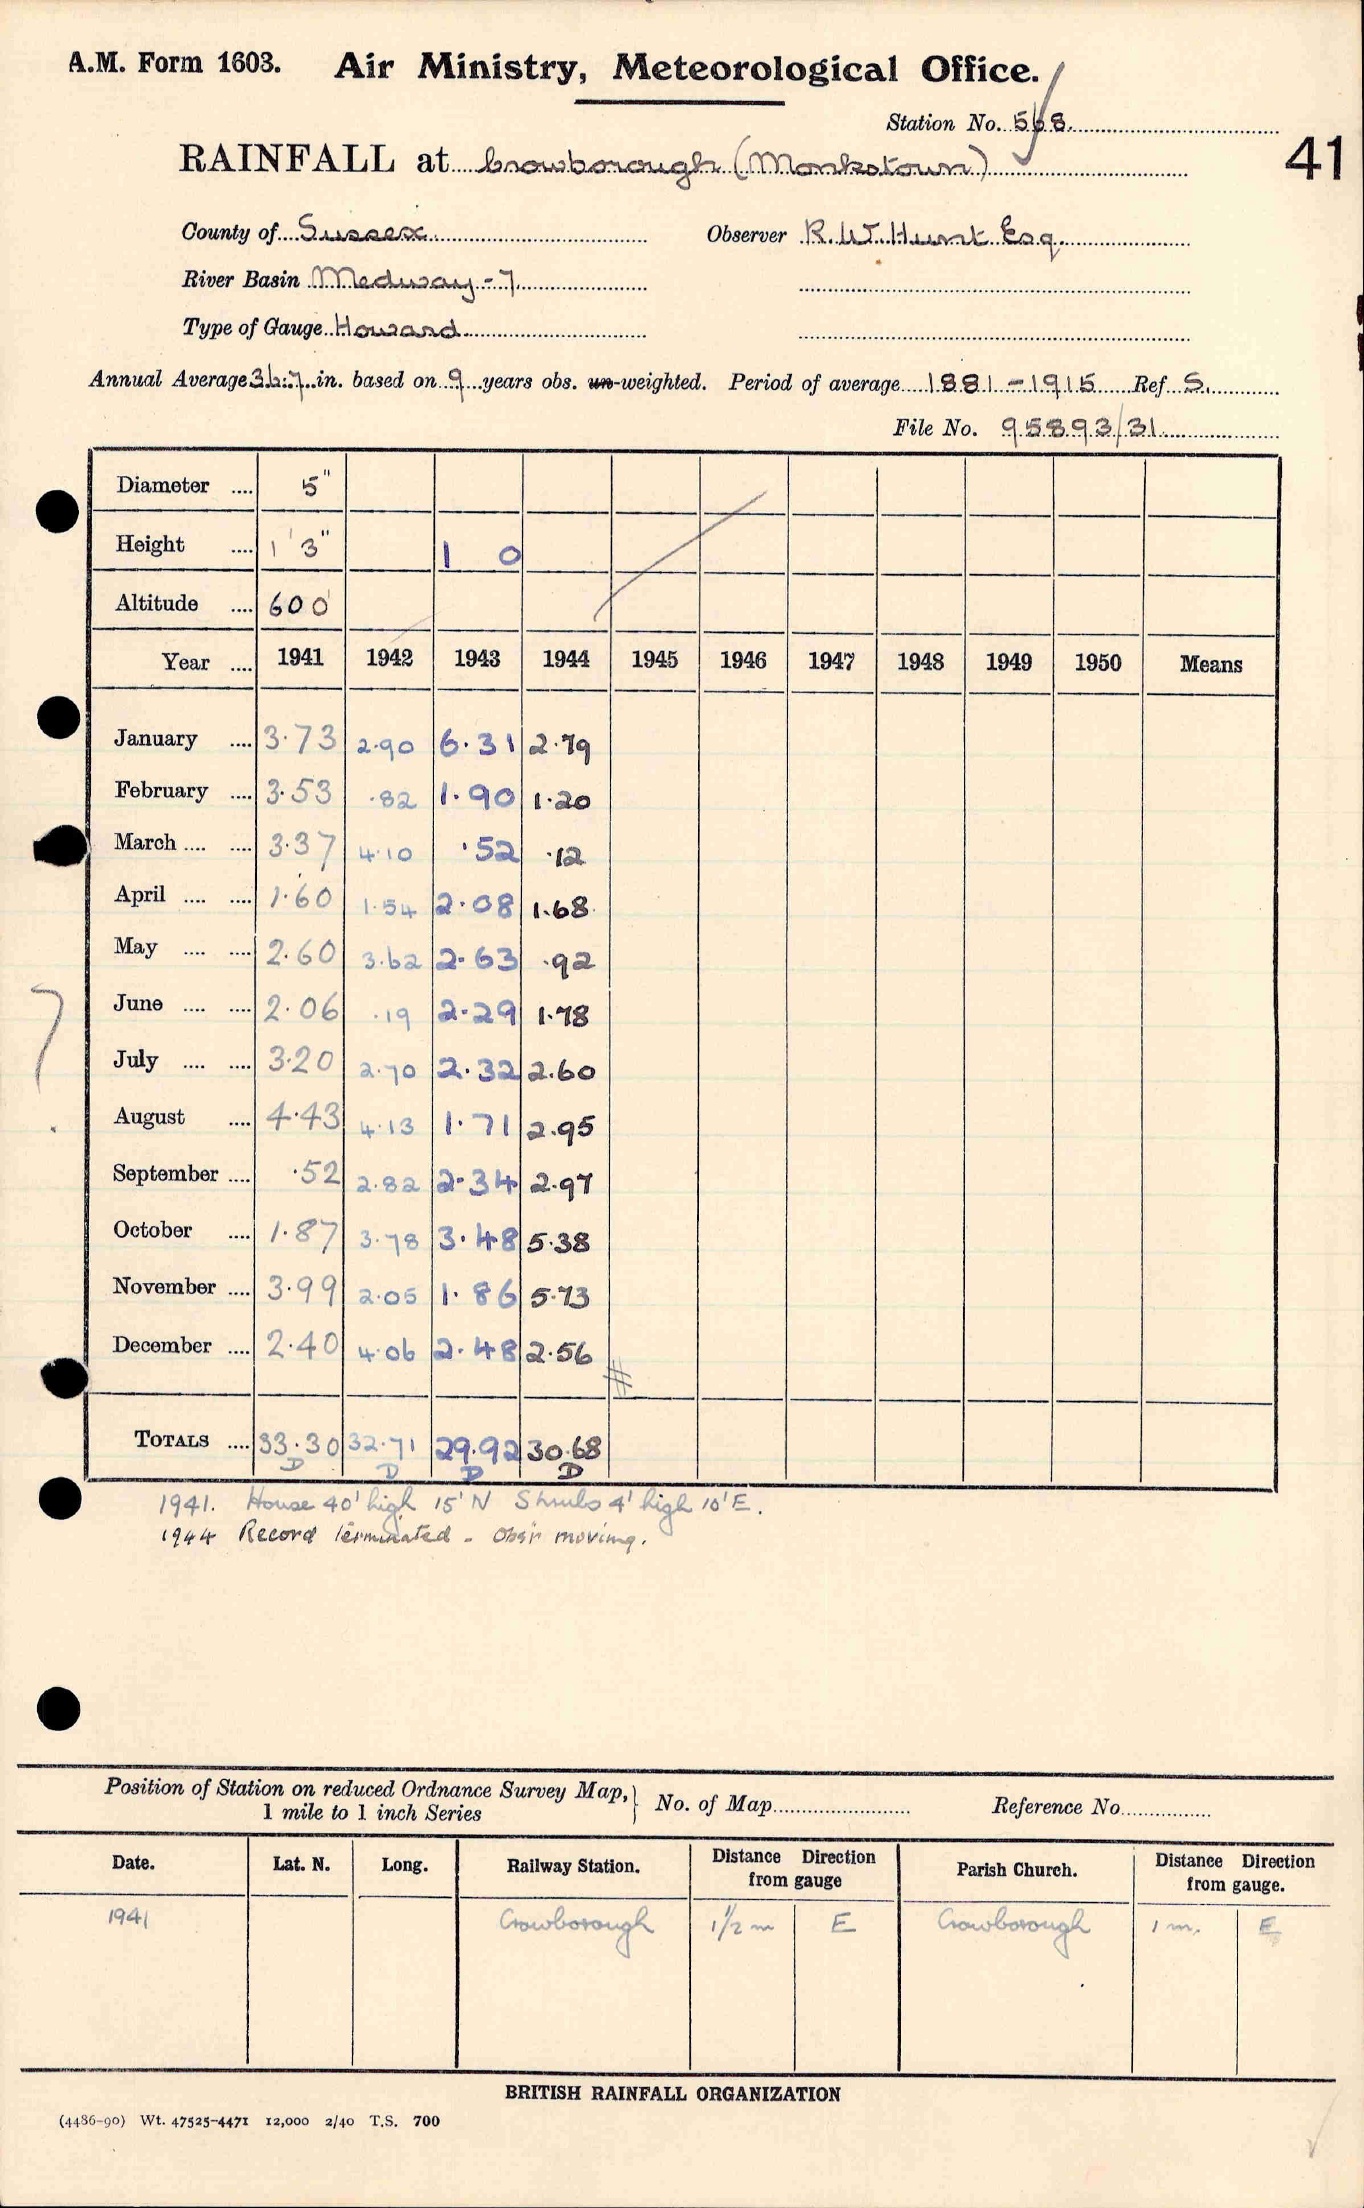 A.M. Form 1603. Air Ministry, Meteorological Office.
Station No. 568.
41
RAINFALL at Crowborough (Monkstown)
County of Sussex. Observer R. W. Hunt Esq.
River Basin Medway - 7.
Type of Gauge Howard.
Annual Average 36.7 in. based on 9 years obs. un-weighted. Period of average 1881 - 1915 Ref S.
File No. 95893/31
Diameter .... 5"
Height .... 1' 3" 1 0
Altitude .... 600'
Year .... 1941 1942 1943 1944 1945 1946 1947 1948 1949 1950 Means
January .... 3.73 2.90 6.31 2.79
February .... 3.53 .82 1.90 1.20
March .... .... 3.37 4.10 .52 .12
April .... .... 1.60 1.54 2.08 1.68
May .... .... 2.60 3.62 2.63 .92
June .... .... 2.06 .19 2.29 1.78
July .... .... 3.20 2.70 2.32 2.60
August .... 4.43 4.13 1.71 2.95
September .... .52 2.82 2.34 2.97
October .... 1.87 3.78 3.48 5.38
November .... 3.99 2.05 1.86 5.73
December .... 2.40 4.06 2.48 2.56
TOTALS .... 33.30 32.71 29.92 30.68
D D D D
1941. House 40' high 15' N Shrubs 4' high 10' E.
1944 Record terminated - Obs'r moving.
Position of Station on reduced Ordnance Survey Map,
1 mile to 1 inch Series
No. of Map Reference No.
Date. Lat. N. Long. Railway Station. Distance Direction from gauge Parish Church. Distance Direction from gauge.
1941 Crowborough 1 1/2 m E Crowborough 1 m. E
BRITISH RAINFALL ORGANIZATION
(4486-90) Wt. 47525-4471 12,000 2/40 T.S. 700